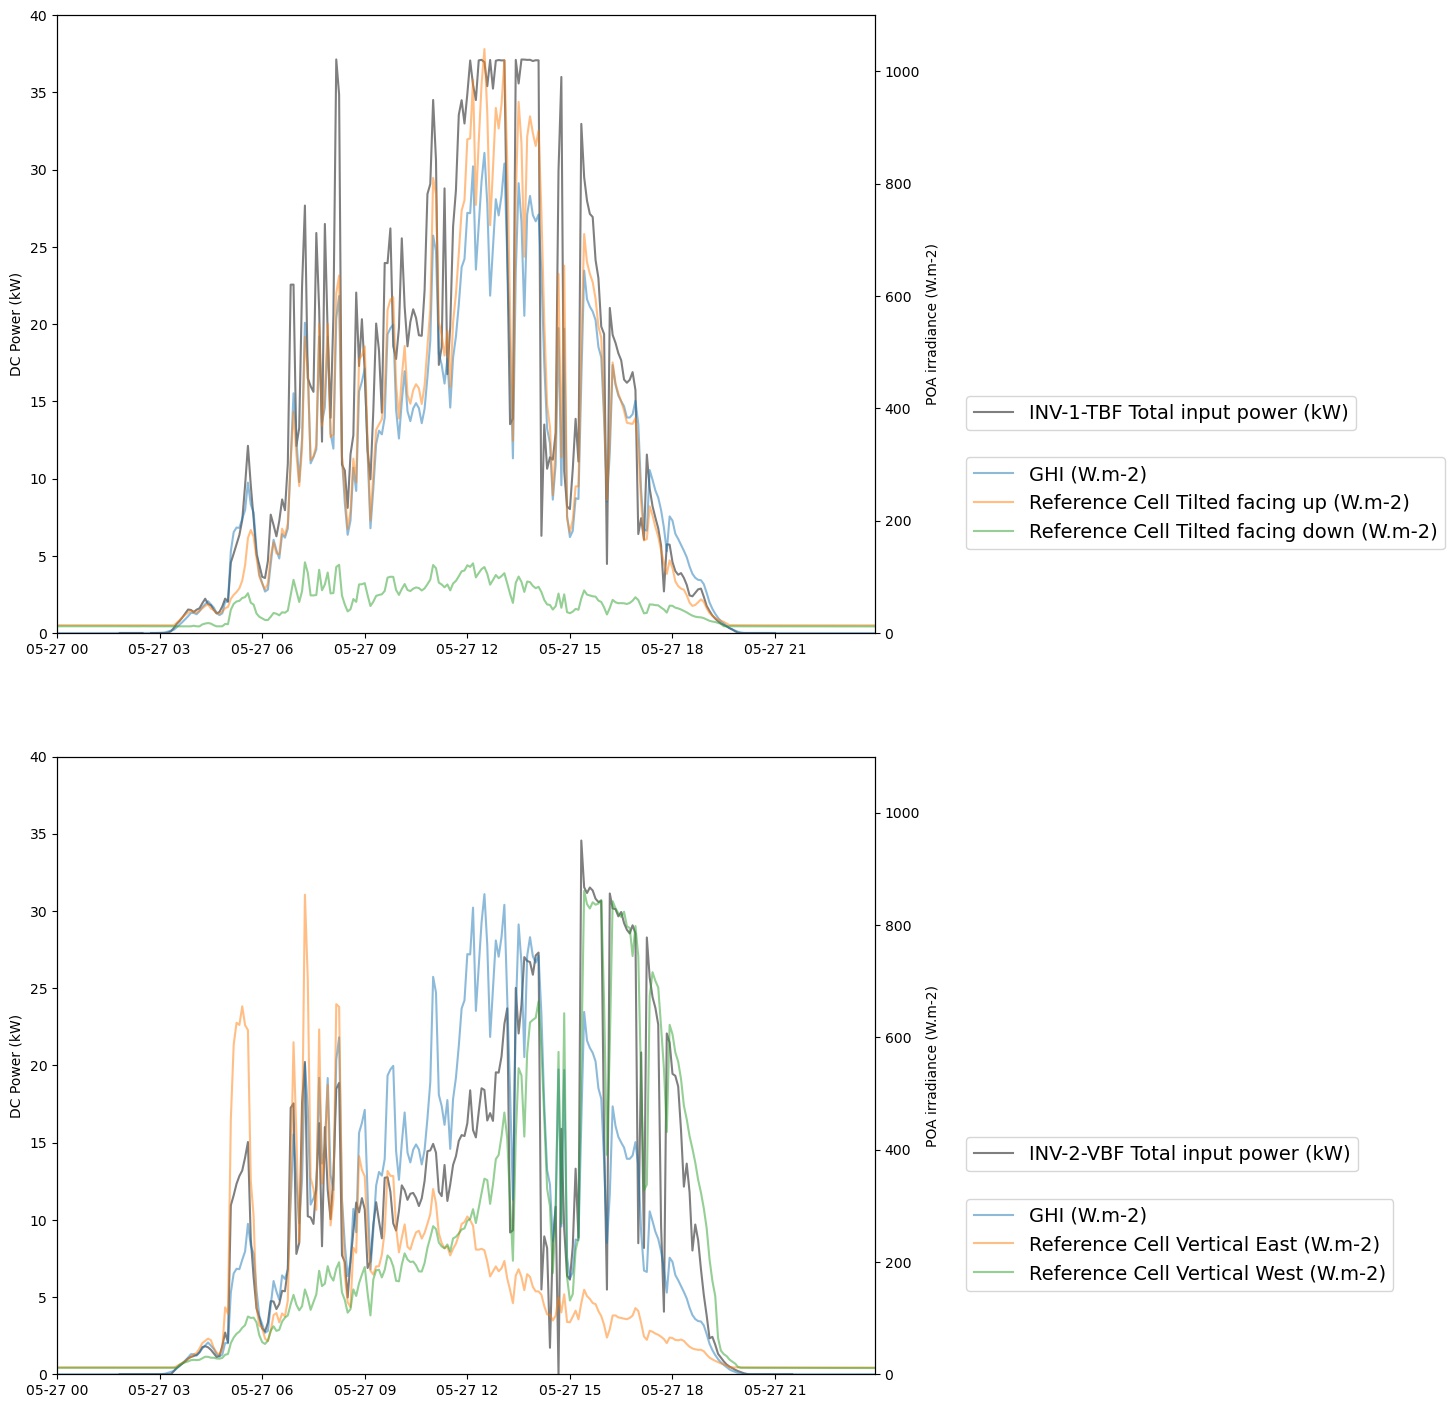 40
35
30
25
20
15
10
5
0
DC Power (kW)
1000
800
600
400
200
0
POA irradiance (W.m-2)
05-27 00 05-27 03 05-27 06 05-27 09 05-27 12 05-27 15 05-27 18 05-27 21
INV-1-TBF Total input power (kW)
GHI (W.m-2)
Reference Cell Tilted facing up (W.m-2)
Reference Cell Tilted facing down (W.m-2)
40
35
30
25
20
15
10
5
0
DC Power (kW)
1000
800
600
400
200
0
POA irradiance (W.m-2)
05-27 00 05-27 03 05-27 06 05-27 09 05-27 12 05-27 15 05-27 18 05-27 21
INV-2-VBF Total input power (kW)
GHI (W.m-2)
Reference Cell Vertical East (W.m-2)
Reference Cell Vertical West (W.m-2)